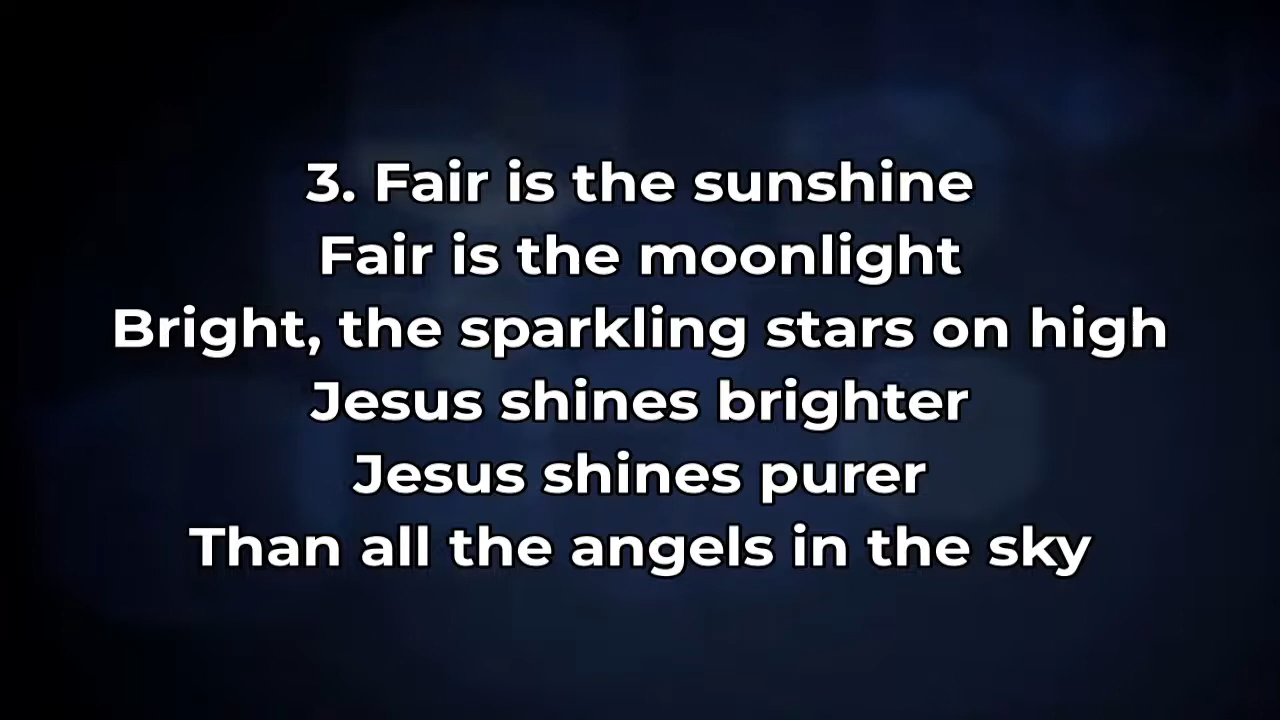 3. Fair is the sunshine
Fair is the moonlight
Bright, the sparkling stars on high
Jesus shines brighter
Jesus shines purer
Than all the angels in the sky